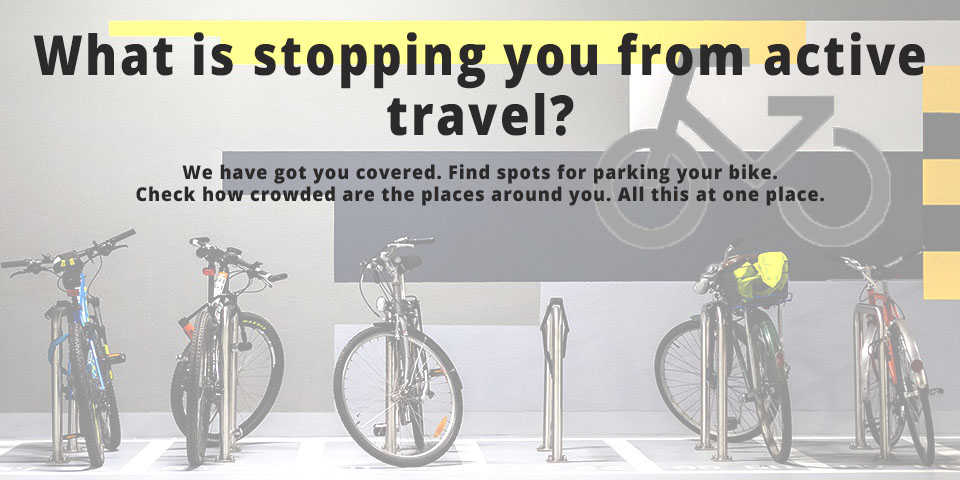 What is stopping you from active
travel?
We have got you covered. Find spots for parking your bike.
Check how crowded are the places around you. All this at one place.